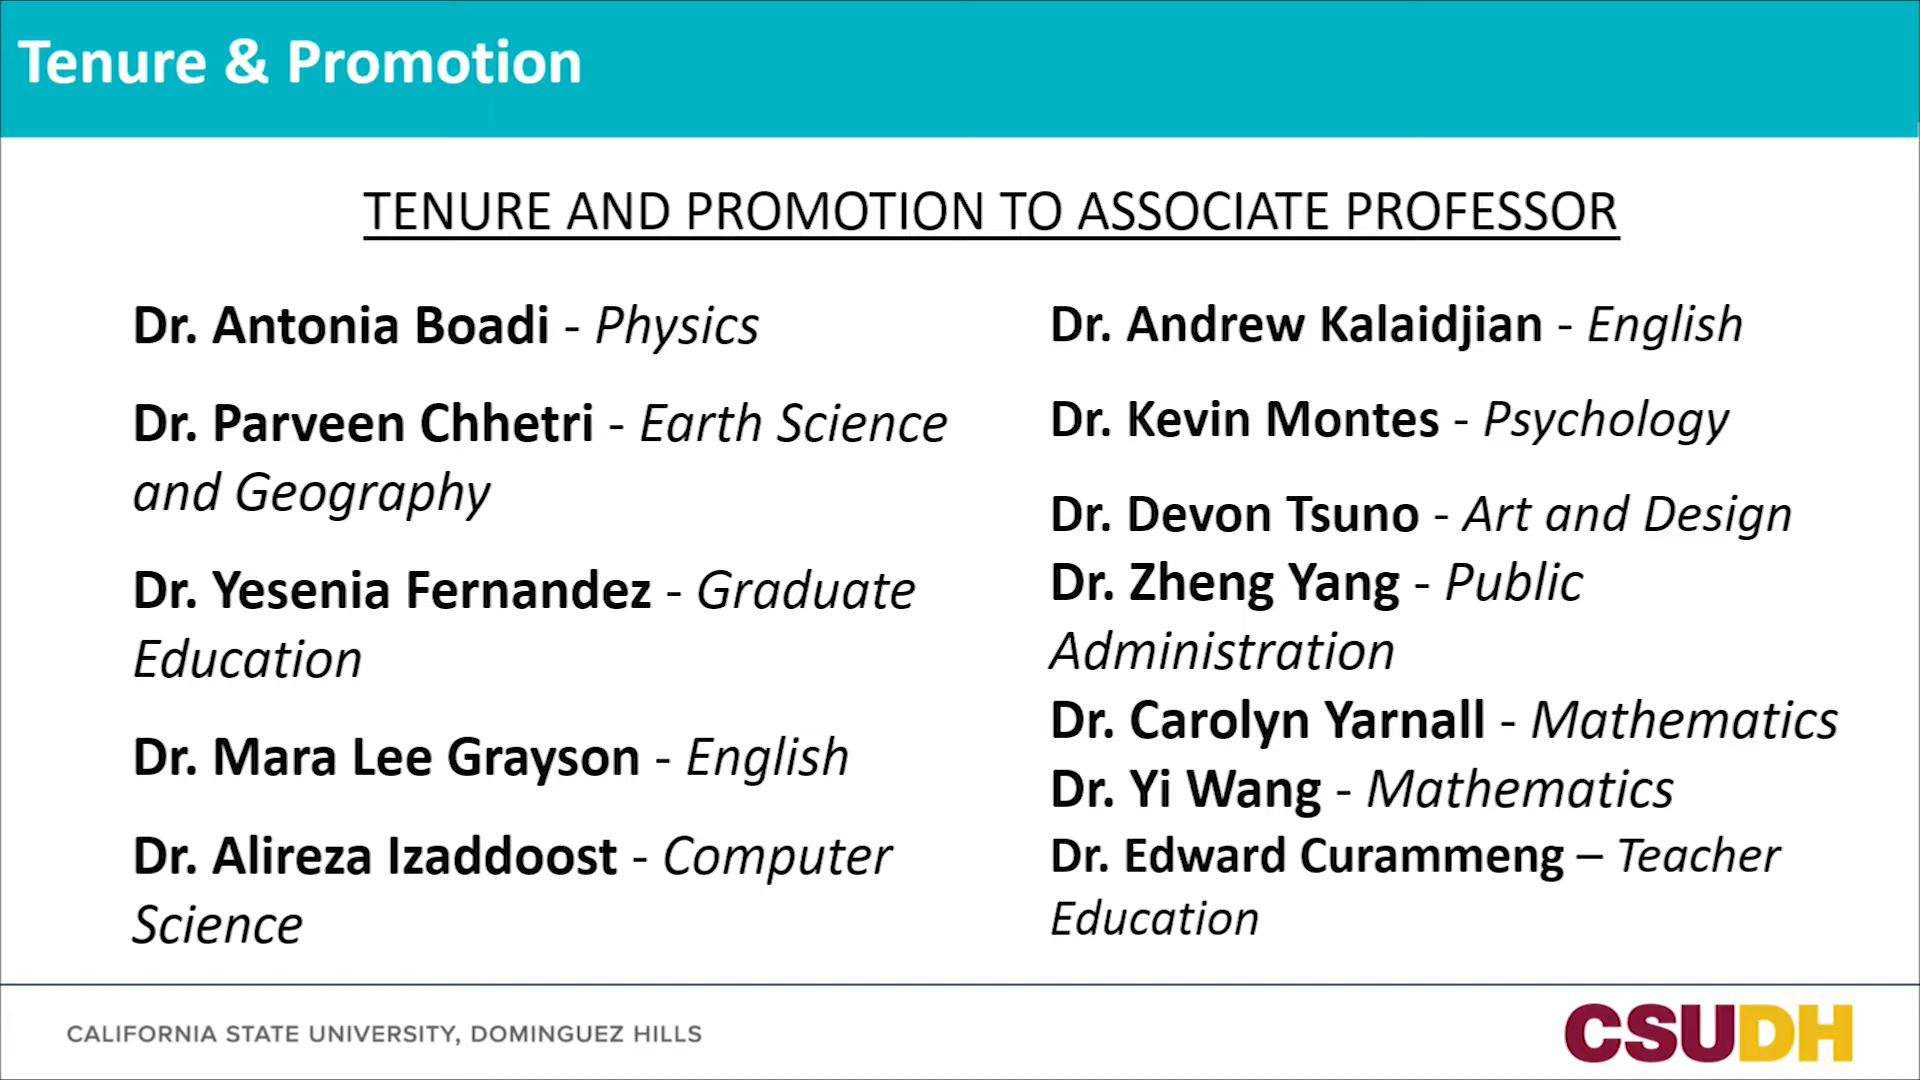 Tenure & Promotion
TENURE AND PROMOTION TO ASSOCIATE PROFESSOR
Dr. Antonia Boadi - Physics
Dr. Parveen Chhetri - Earth Science
and Geography
Dr. Yesenia Fernandez - Graduate
Education
Dr. Mara Lee Grayson - English
Dr. Alireza Izaddoost - Computer
Science
Dr. Andrew Kalaidjian - English
Dr. Kevin Montes - Psychology
Dr. Devon Tsuno - Art and Design
Dr. Zheng Yang - Public
Administration
Dr. Carolyn Yarnall - Mathematics
Dr. Yi Wang - Mathematics
Dr. Edward Curammeng – Teacher
Education
CALIFORNIA STATE UNIVERSITY, DOMINGUEZ HILLS
CSUDH